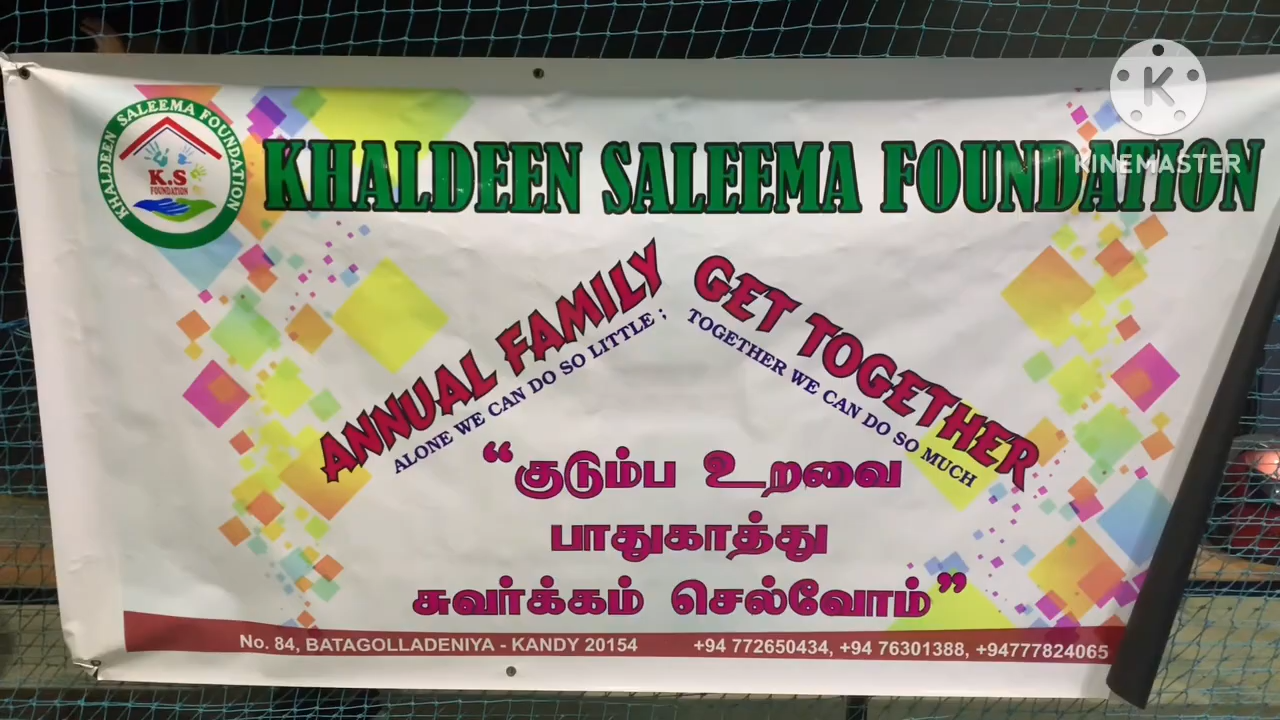 KHALDEEN SALEEMA FOUNDATION
K.S
FOUNDATION
KHALDEEN SALEEMA FOUNDATION
K
KINEMASTER
ANNUAL FAMILY GET TOGETHER
ALONE WE CAN DO SO LITTLE ; TOGETHER WE CAN DO SO MUCH
“குடும்ப உறவை
பாதுகாத்து
சுவர்க்கம் செல்வோம்”
No. 84, BATAGOLLADENIYA - KANDY 20154 +94 772650434, +94 76301388, +94777824065